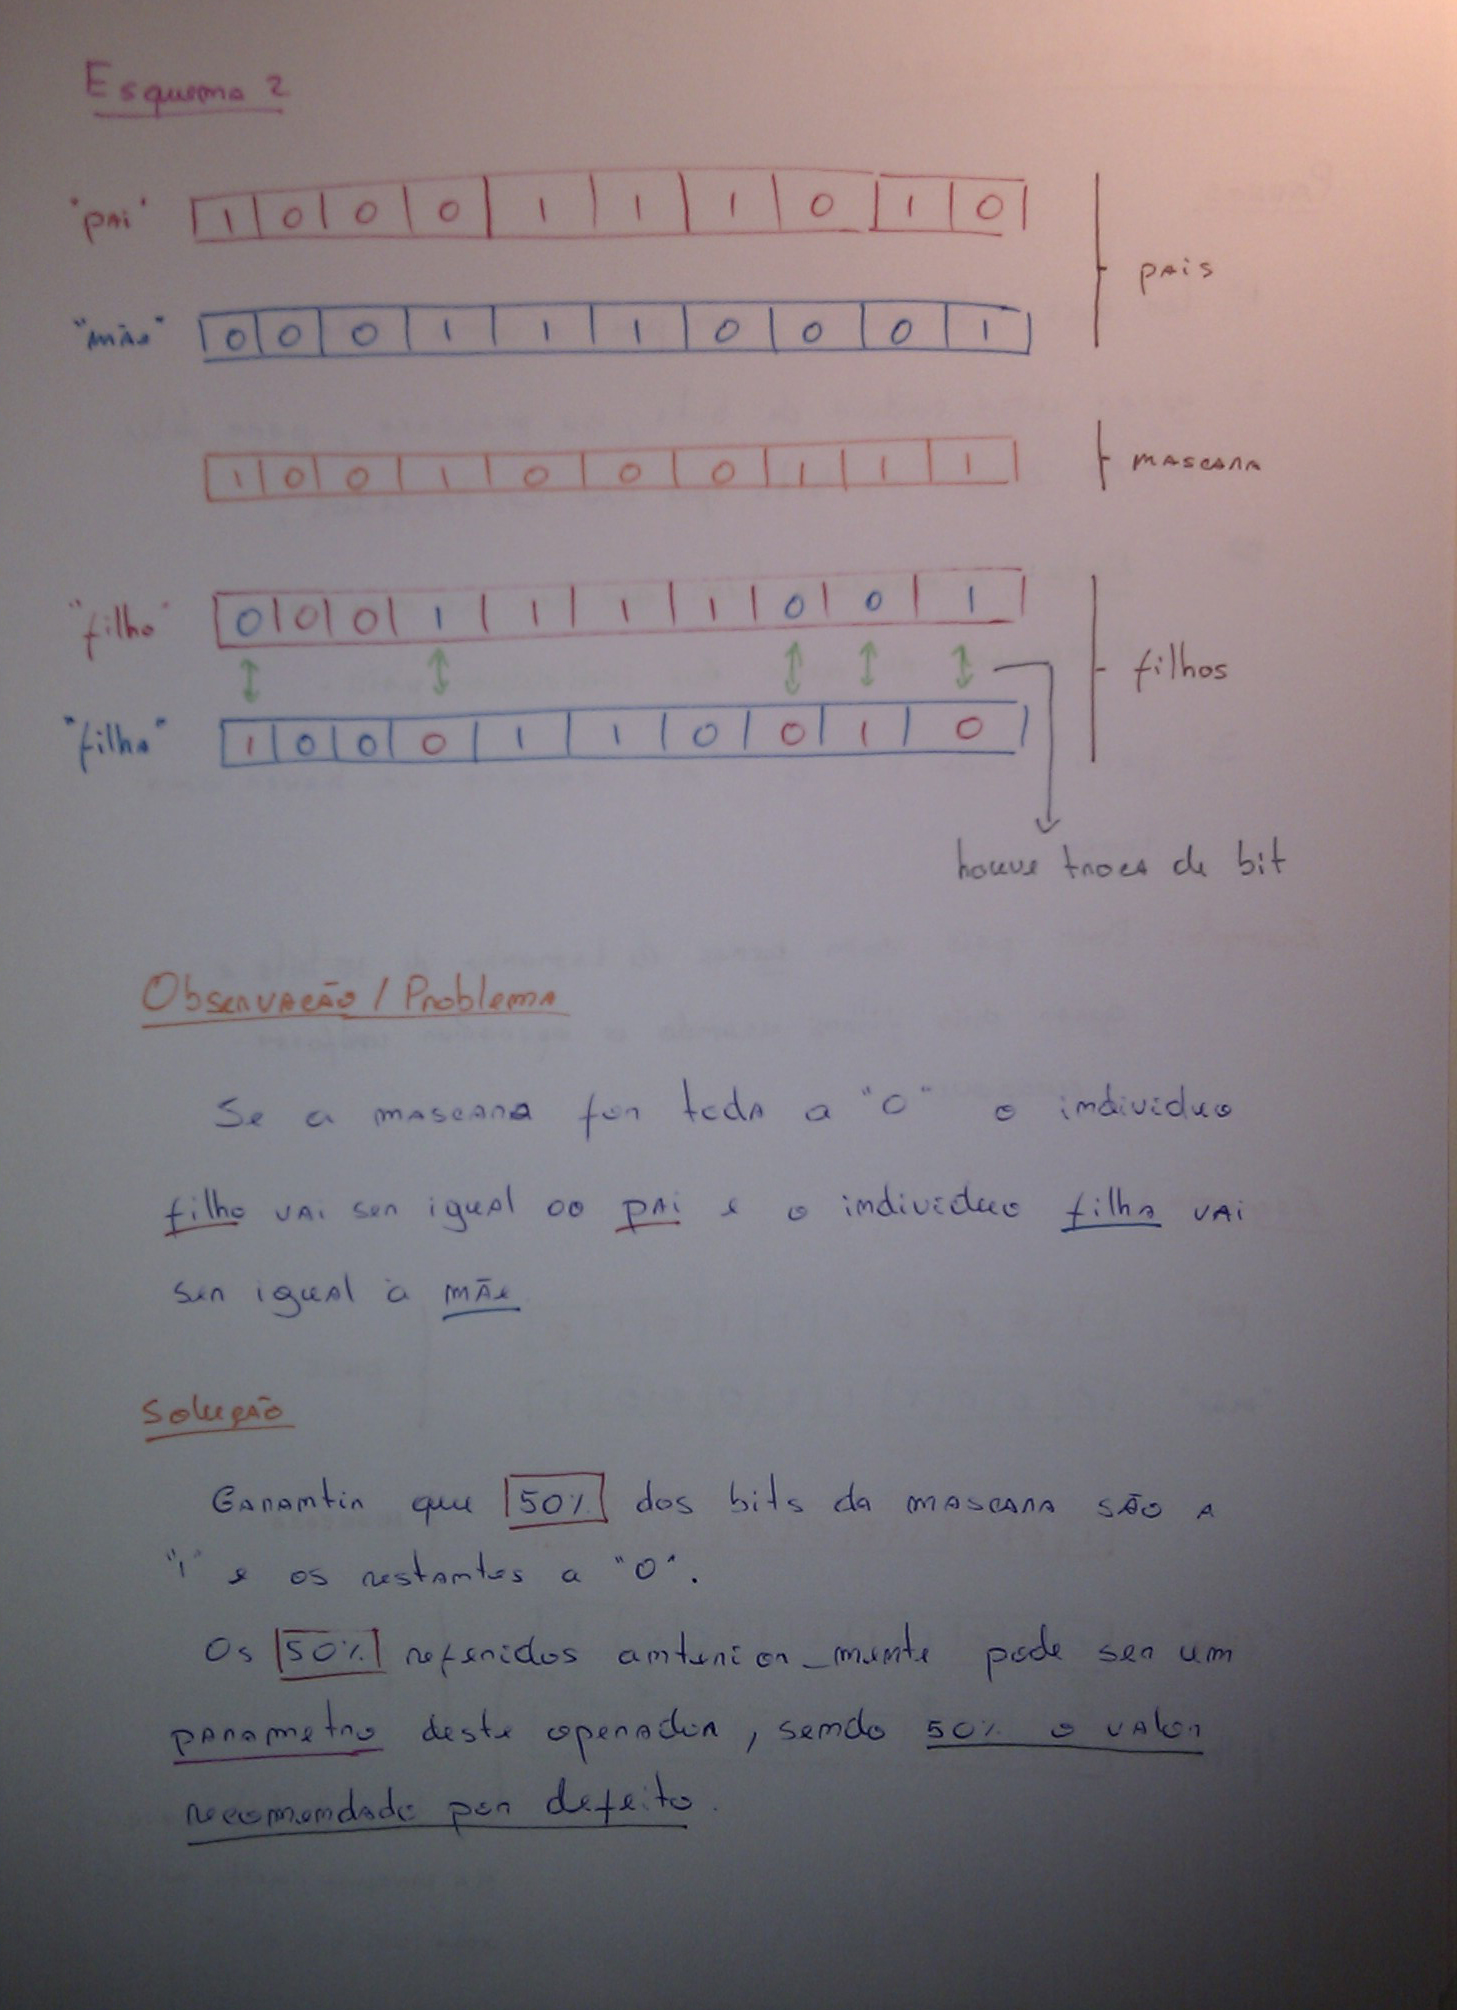 Esquema 2
"pai" 1 0 0 0 1 1 1 0 1 0
pais
"mãe" 0 0 0 1 1 1 0 0 0 1
1 0 0 1 0 0 0 1 1 1 mascara
"filho" 0 0 0 1 1 1 1 0 0 1
filhos
"filha" 1 0 0 0 1 1 0 0 1 0
houve troca de bit
Observação / Problema
Se a mascara for toda a "0" o individuo
filho vai ser igual ao pai e o individuo filha vai
ser igual à mãe
Solução
Garantir que 50% dos bits da mascara são a
"1" e os restantes a "0".
Os 50% referidos anterior_mente pode ser um
parametro deste operador, sendo 50% o valor
recomendado por defeito.